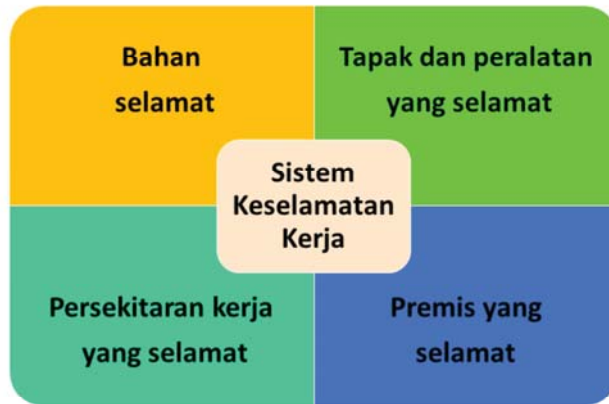 Bahan
selamat
Tapak dan peralatan
yang selamat
Sistem
Keselamatan
Kerja
Persekitaran kerja
yang selamat
Premis yang
selamat